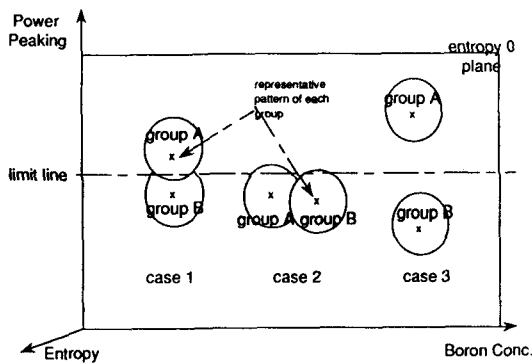 Power
Peaking
entropy 0
plane
representative
pattern of each
group
group A
group A
limit line
group B
group A
group B
group B
case 1
case 2
case 3
Entropy
Boron Conc.
x
x
x
x
x
x